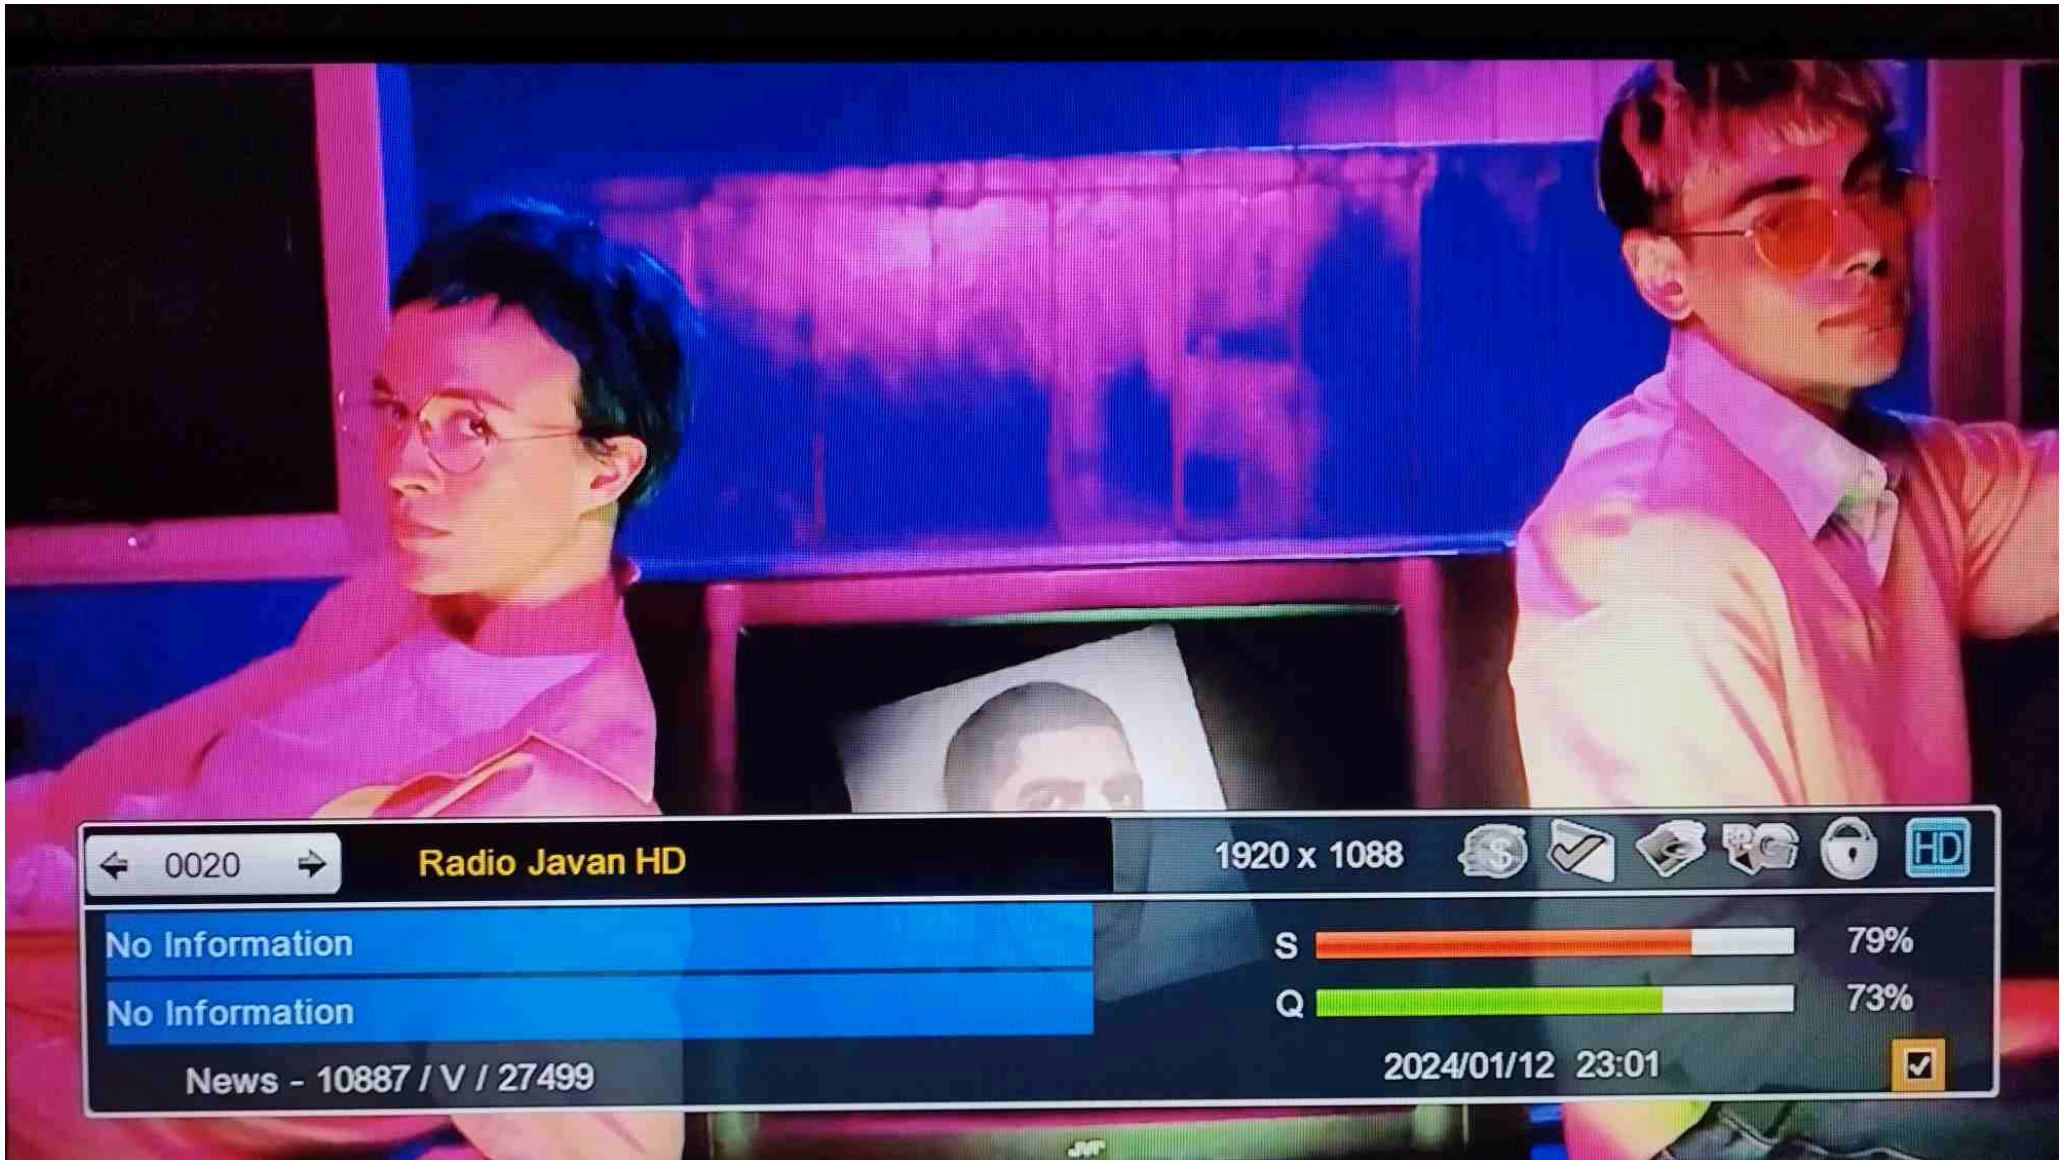 0020
Radio Javan HD
1920 x 1088
HD
No Information
No Information
S 79%
Q 73%
News - 10887 / V / 27499
2024/01/12 23:01